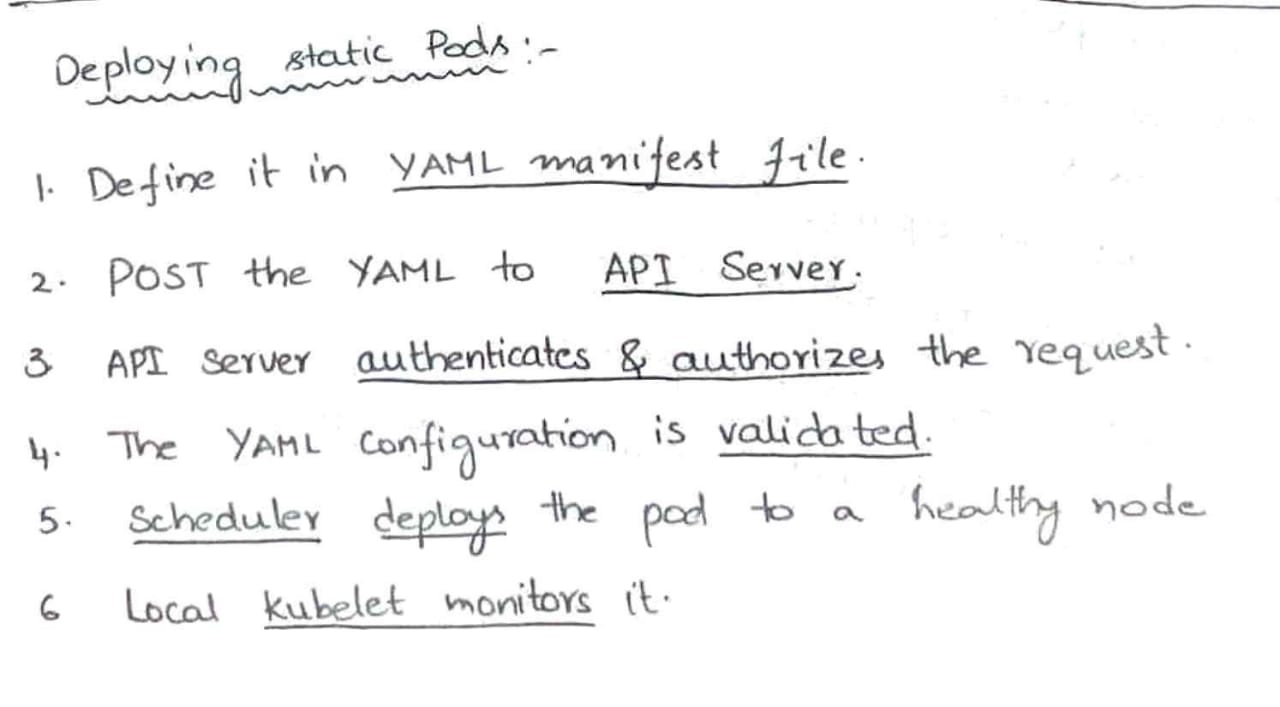 Deploying static Pods:-
1. Define it in YAML manifest file.
2. POST the YAML to API Server.
3 API server authenticates & authorizes the request.
4. The YAML configuration is validated.
5. Scheduler deploys the pod to a healthy node
6 Local kubelet monitors it.